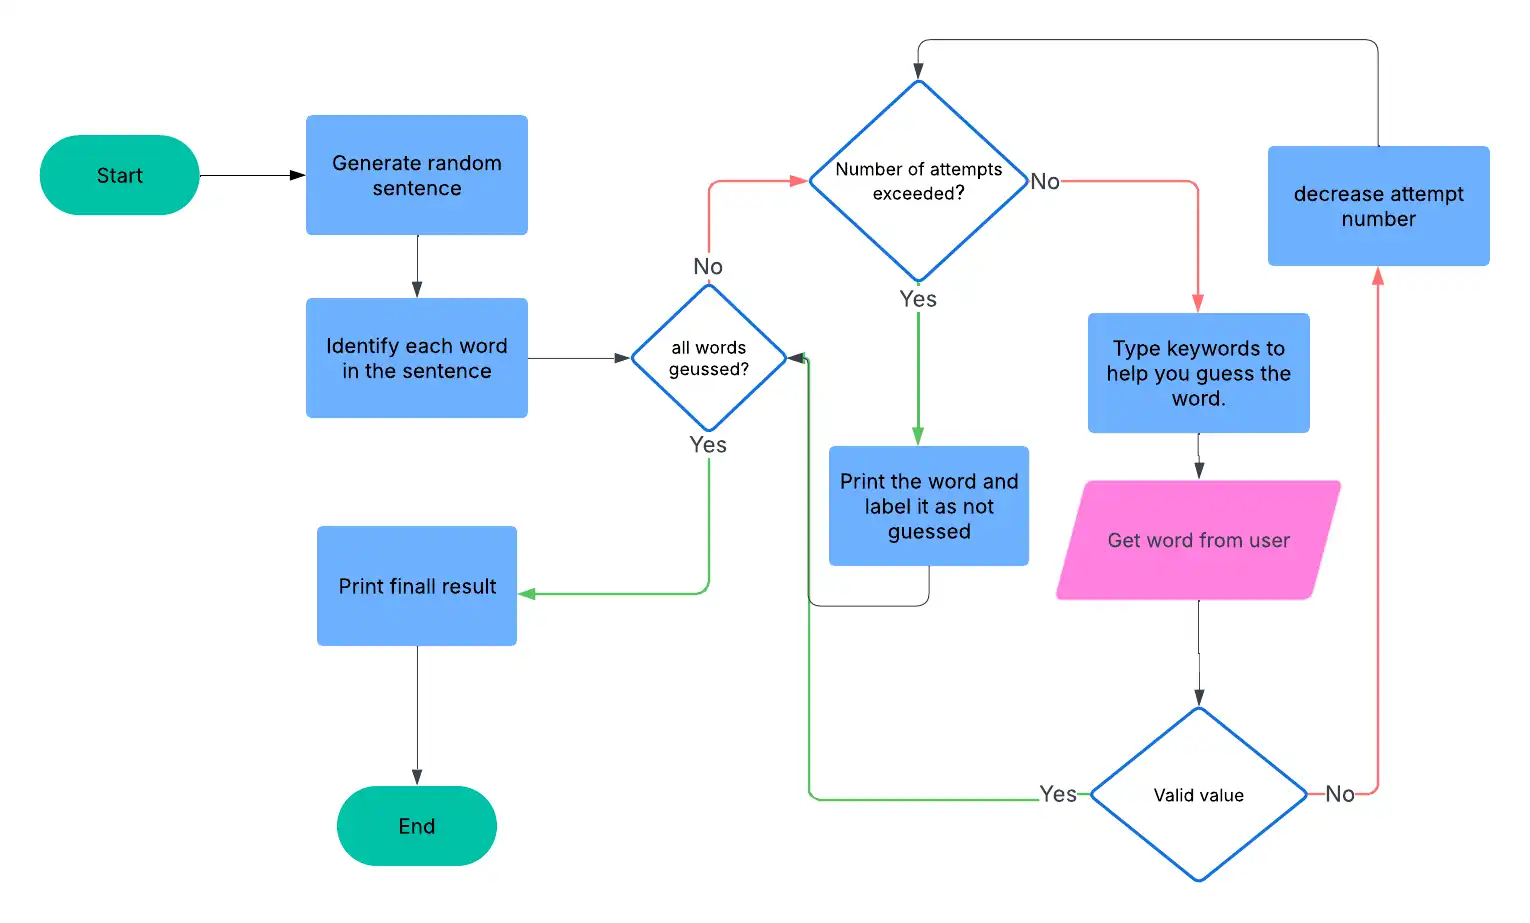 Start
Generate random
sentence
Identify each word
in the sentence
all words
geussed?
No
Yes
Number of attempts
exceeded?
No
Yes
decrease attempt
number
Type keywords to
help you guess the
word.
Print the word and
label it as not
guessed
Get word from user
Print finall result
Valid value
Yes
No
End